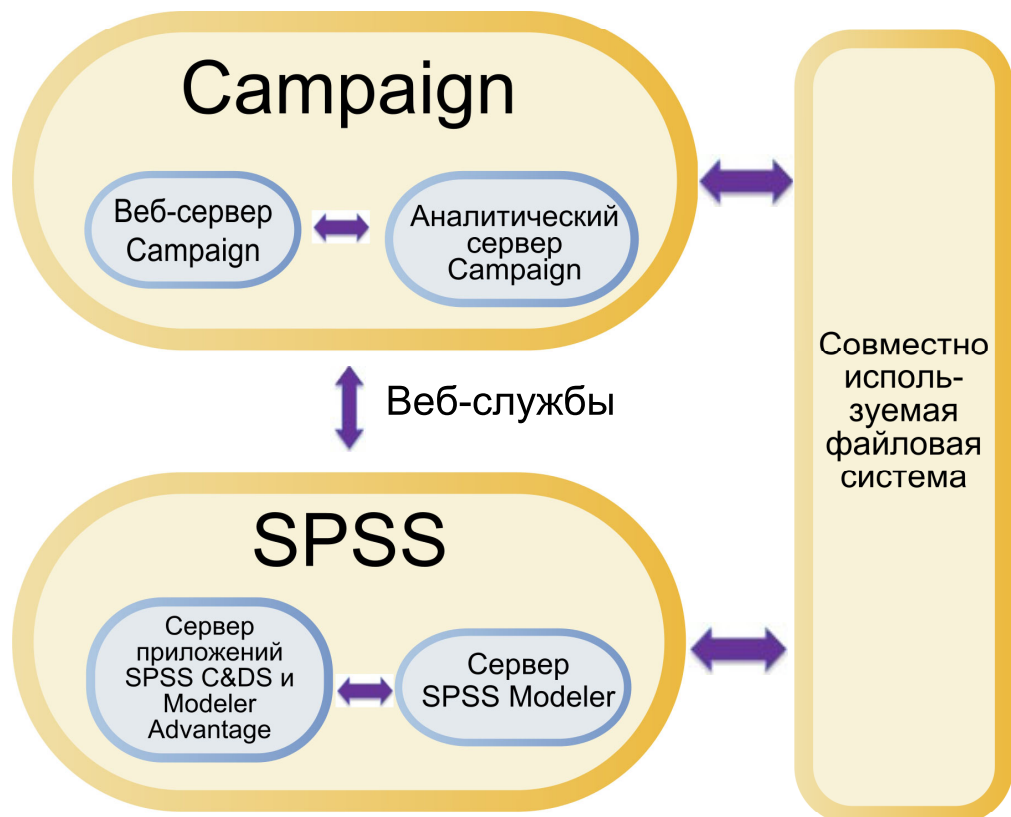 Campaign
Веб-сервер
Campaign
Аналитический
сервер
Campaign
Веб-службы
SPSS
Сервер
приложений
SPSS C&DS и
Modeler
Advantage
Сервер
SPSS Modeler
Совместно
исполь-
зуемая
файловая
система